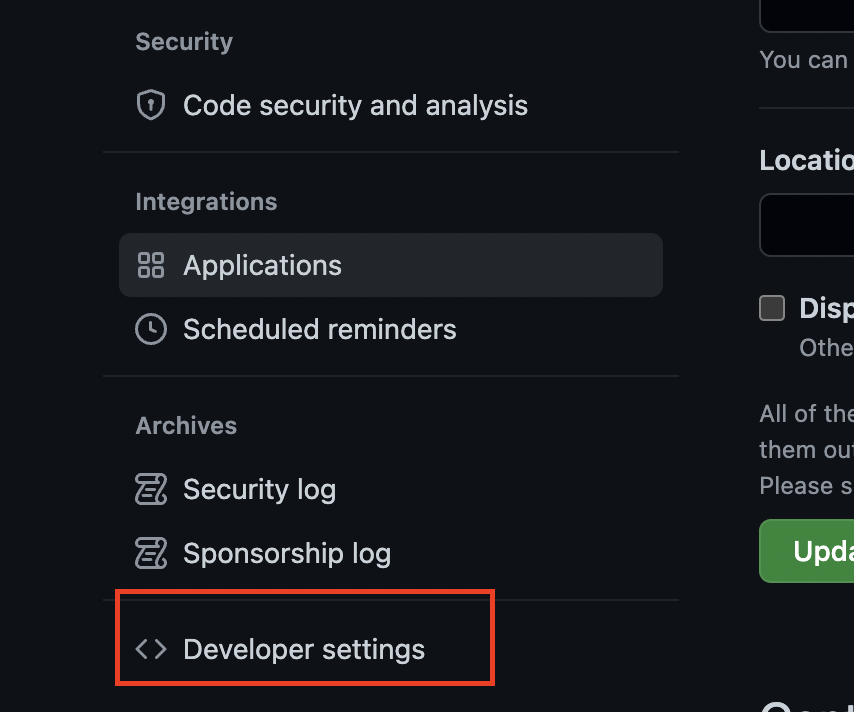 Security
Code security and analysis
Integrations
Applications
Scheduled reminders
Archives
Security log
Sponsorship log
Developer settings
You can
Locatio
Disp
Othe
All of the
them out
Please s
Upda